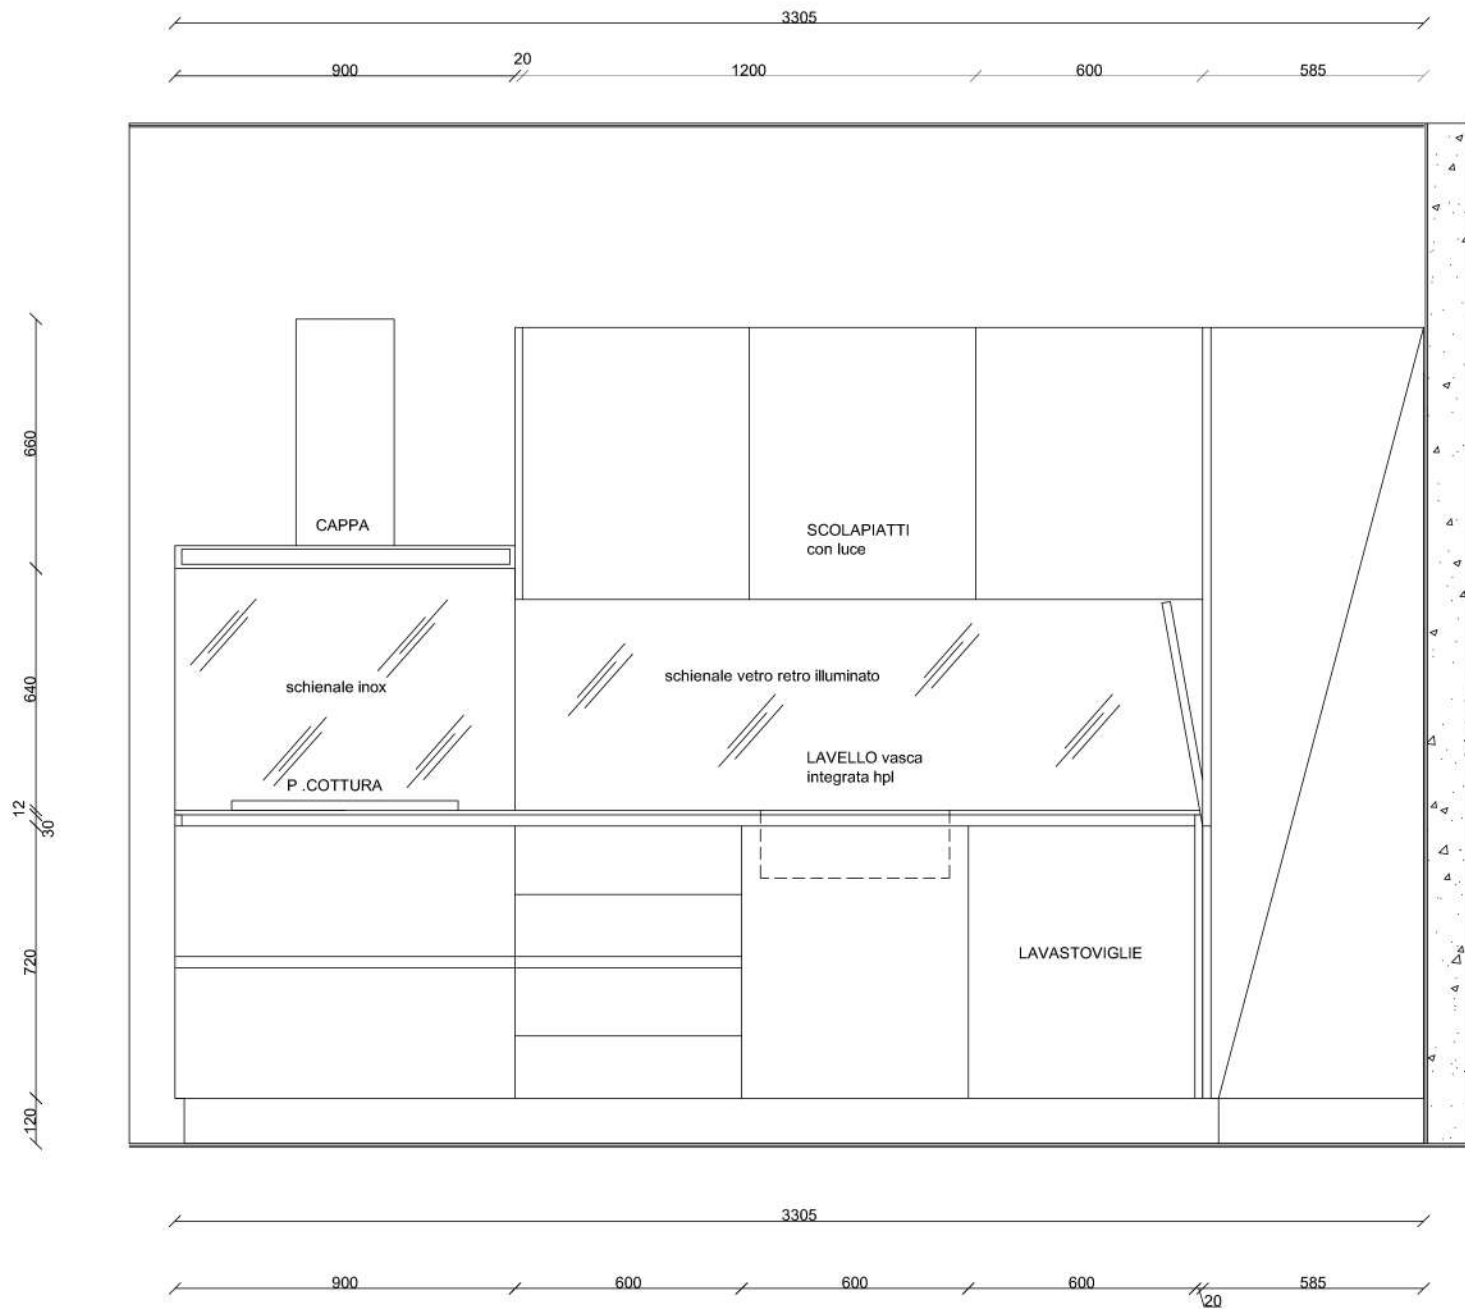 3305
20
900
1200
600
585
660
CAPPA
SCOLAPIATTI
con luce
640
schienale inox
schienale vetro retro illuminato
LAVELLO vasca
integrata hpl
P .COTTURA
12
30
720
LAVASTOVIGLIE
120
3305
900
600
600
600
20
585